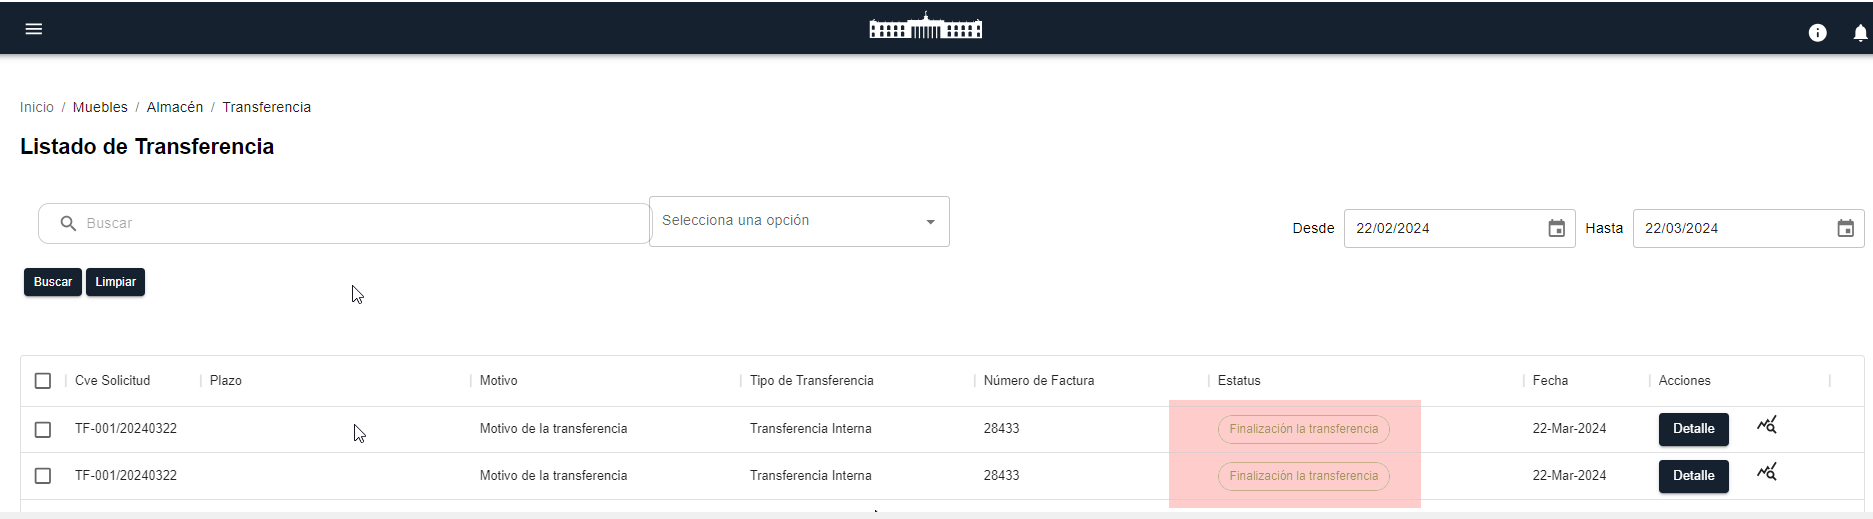 Inicio / Muebles / Almacén / Transferencia
Listado de Transferencia
Buscar
Selecciona una opción
Desde 22/02/2024 Hasta 22/03/2024
Buscar Limpiar
Cve Solicitud Plazo Motivo Tipo de Transferencia Número de Factura Estatus Fecha Acciones
TF-001/20240322 Motivo de la transferencia Transferencia Interna 28433 Finalización la transferencia 22-Mar-2024 Detalle
TF-001/20240322 Motivo de la transferencia Transferencia Interna 28433 Finalización la transferencia 22-Mar-2024 Detalle